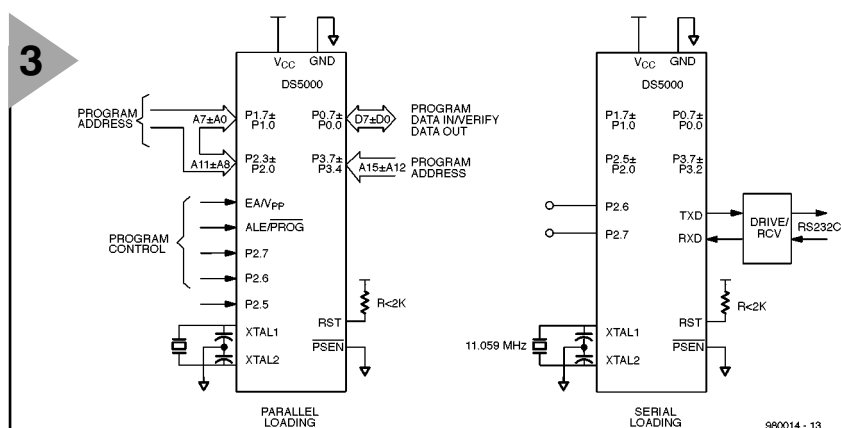 3
VCC GND
DS5000
PROGRAM
ADDRESS
A7±A0
P1.7±
P1.0
P0.7±
P0.0
D7±D0
PROGRAM
DATA IN/VERIFY
DATA OUT
A11±A8
P2.3±
P2.0
P3.7±
P3.4
A15±A12
PROGRAM
ADDRESS
PROGRAM
CONTROL
EA/VPP
ALE/PROG
P2.7
P2.6
P2.5
R<2K
RST
XTAL1
XTAL2
PSEN
PARALLEL
LOADING
VCC GND
DS5000
P1.7±
P1.0
P0.7±
P0.0
P2.5±
P2.0
P3.7±
P3.2
P2.6
P2.7
TXD
RXD
DRIVE/
RCV
RS232C
R<2K
RST
11.059 MHz
XTAL1
XTAL2
PSEN
SERIAL
LOADING
980014 - 13